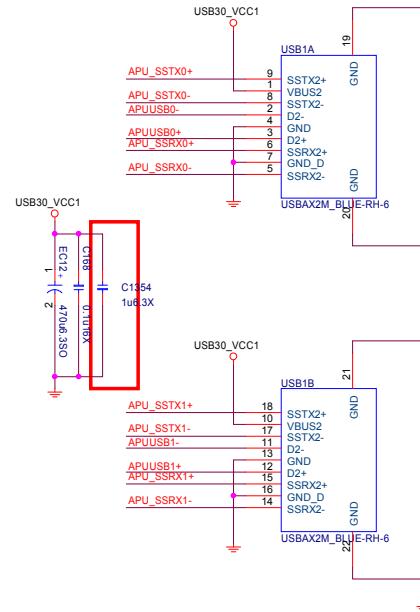 USB30_VCC1
USB1A
19
GND
APU_SSTX0+ 9 SSTX2+
1 VBUS2
APU_SSTX0- 8 SSTX2-
APUUSB0- 2 D2-
4 GND
APUUSB0+ 3 D2+
APU_SSRX0+ 6 SSRX2+
7 GND_D
APU_SSRX0- 5 SSRX2-
GND
20
USBAX2M_BLUE-RH-6
USB30_VCC1
1 EC12 +
2 470u6.3SO
C168
0.1u16X
C1354
1u6.3X
USB30_VCC1
USB1B
21
GND
APU_SSTX1+ 18 SSTX2+
10 VBUS2
APU_SSTX1- 17 SSTX2-
APUUSB1- 11 D2-
13 GND
APUUSB1+ 12 D2+
APU_SSRX1+ 15 SSRX2+
16 GND_D
APU_SSRX1- 14 SSRX2-
GND
22
USBAX2M_BLUE-RH-6